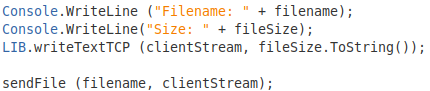 Console.WriteLine ("Filename: " + filename);
Console.WriteLine("Size: " + fileSize);
LIB.writeTextTCP (clientStream, fileSize.ToString());
sendFile (filename, clientStream);